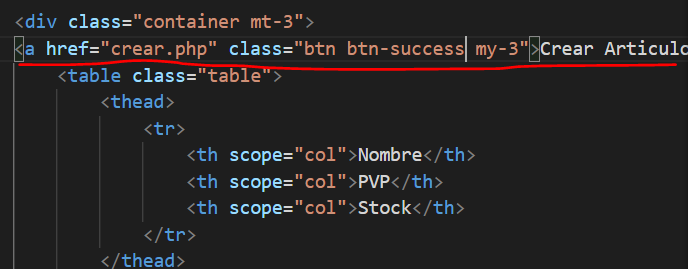 <div class="container mt-3">
<a href="crear.php" class="btn btn-success my-3">Crear Articulo
<table class="table">
<thead>
<tr>
<th scope="col">Nombre</th>
<th scope="col">PVP</th>
<th scope="col">Stock</th>
</tr>
</thead>